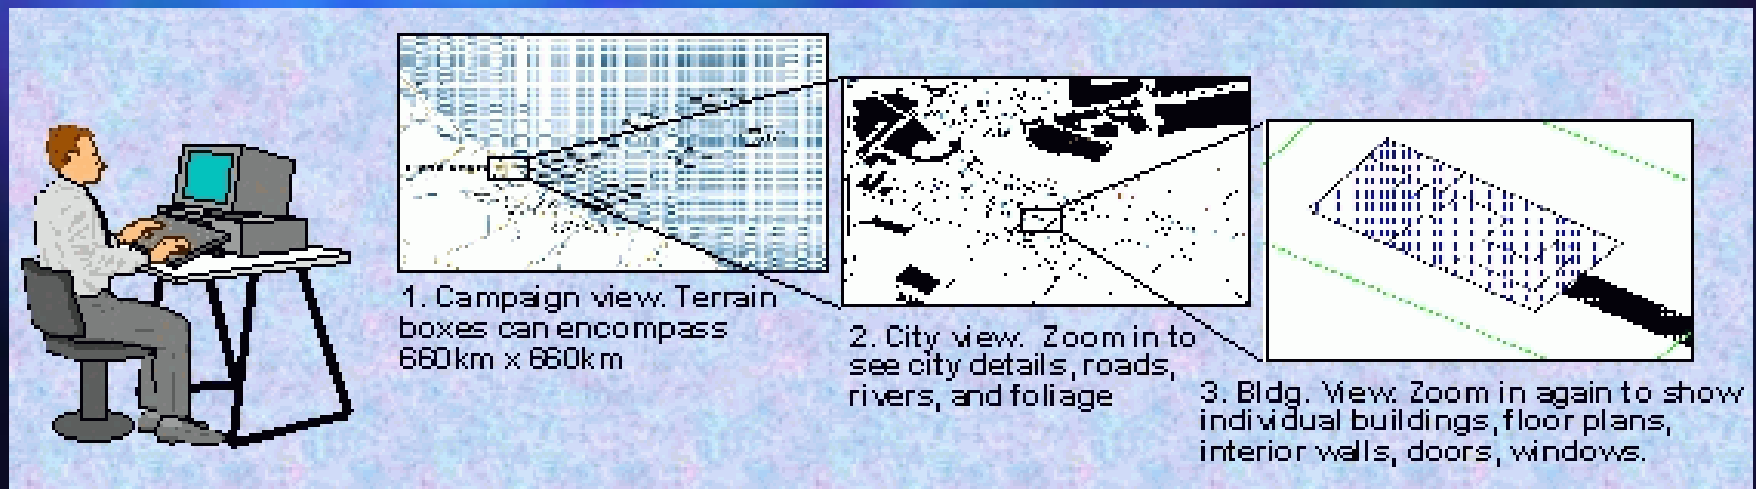 1. Campaign view. Terrain
boxes can encompass
660km x 660km
2. City view. Zoom in to
see city details, roads,
rivers, and foliage
3. Bldg. View. Zoom in again to show
individual buildings, floor plans,
interior walls, doors, windows.